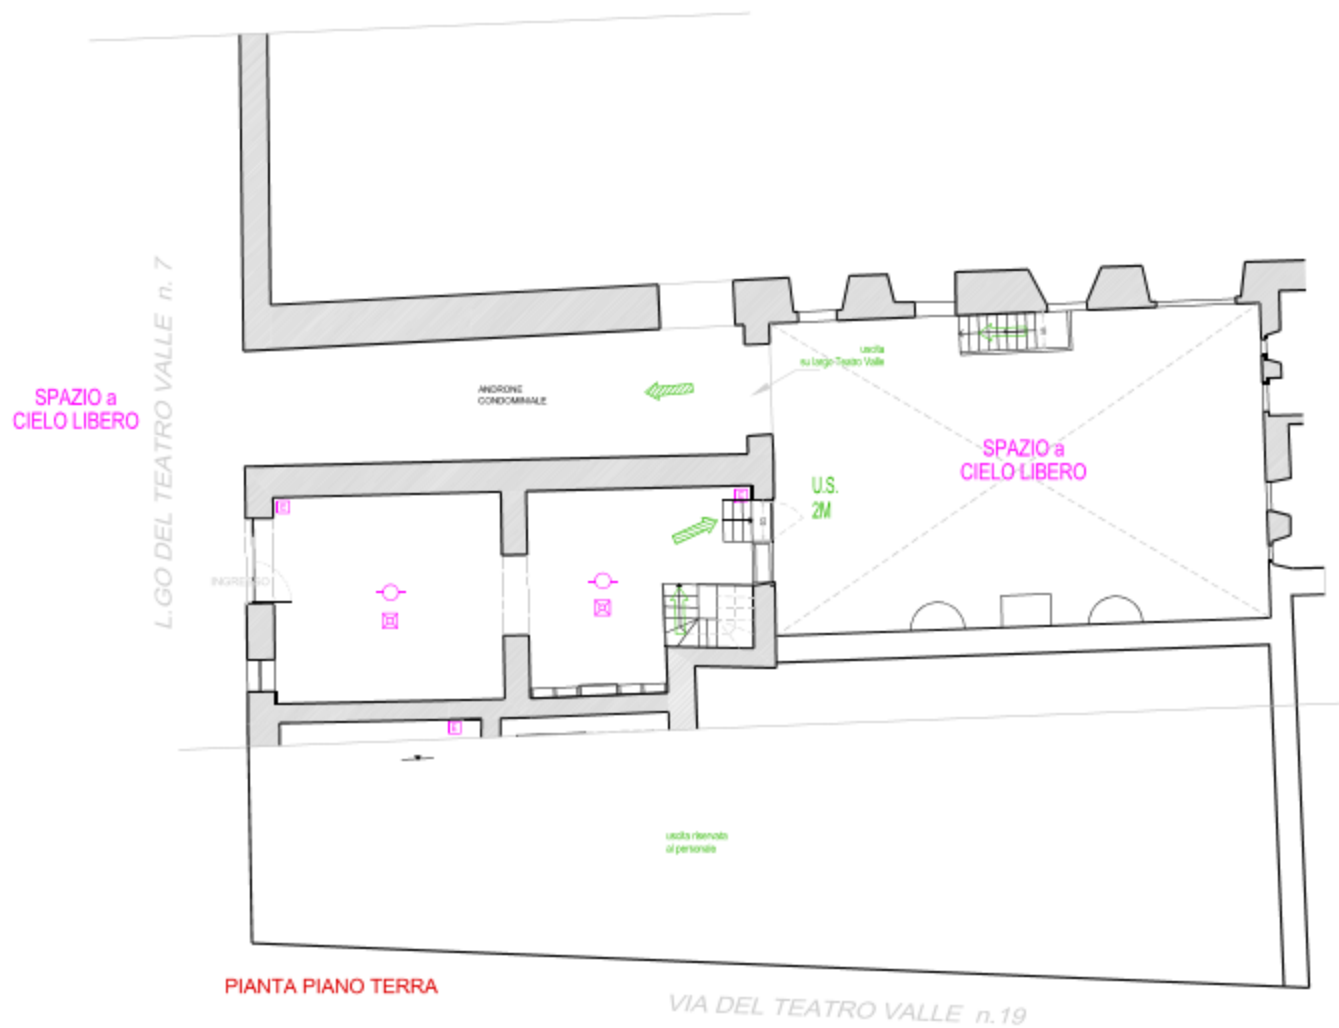 L.GO DEL TEATRO VALLE n.7
SPAZIO a
CIELO LIBERO
ANDRONE
CONDOMINIALE
uscita
su largo Teatro Valle
SPAZIO a
CIELO LIBERO
U.S.
2M
INGRESSO
uscita riservata
al personale
PIANTA PIANO TERRA
VIA DEL TEATRO VALLE n.19